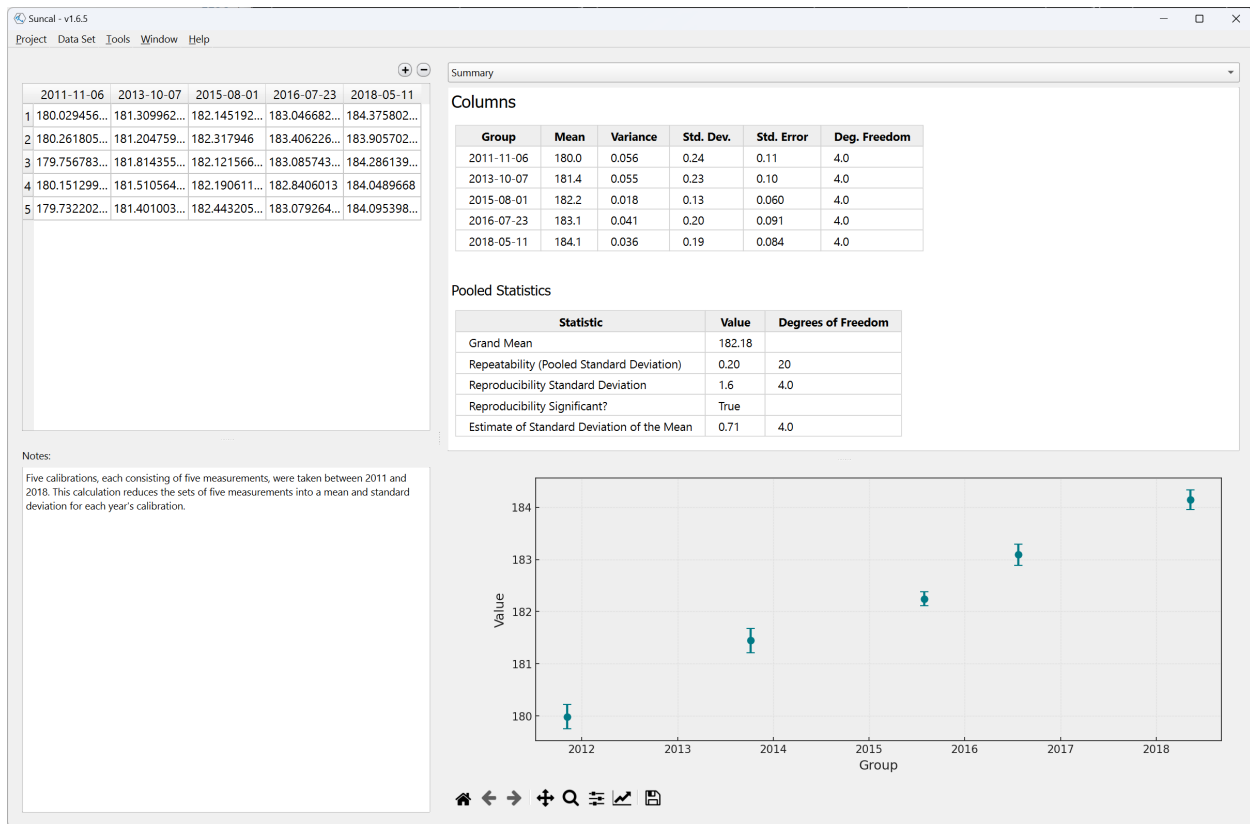 Suncal - v1.6.5
Project Data Set Tools Window Help
2011-11-06 2013-10-07 2015-08-01 2016-07-23 2018-05-11
1 180.029456... 181.309962... 182.145192... 183.046682... 184.375802...
2 180.261805... 181.204759... 182.317946 183.406226... 183.905702...
3 179.756783... 181.814355... 182.121566... 183.085743... 184.286139...
4 180.151299... 181.510564... 182.190611... 182.8406013 184.0489668
5 179.732202... 181.401003... 182.443205... 183.079264... 184.095398...
Notes:
Five calibrations, each consisting of five measurements, were taken between 2011 and
2018. This calculation reduces the sets of five measurements into a mean and standard
deviation for each year's calibration.
Summary
Columns
Group Mean Variance Std. Dev. Std. Error Deg. Freedom
2011-11-06 180.0 0.056 0.24 0.11 4.0
2013-10-07 181.4 0.055 0.23 0.10 4.0
2015-08-01 182.2 0.018 0.13 0.060 4.0
2016-07-23 183.1 0.041 0.20 0.091 4.0
2018-05-11 184.1 0.036 0.19 0.084 4.0
Pooled Statistics
Statistic Value Degrees of Freedom
Grand Mean 182.18
Repeatability (Pooled Standard Deviation) 0.20 20
Reproducibility Standard Deviation 1.6 4.0
Reproducibility Significant? True
Estimate of Standard Deviation of the Mean 0.71 4.0
184
183
182
181
180
Value
2012 2013 2014 2015 2016 2017 2018
Group